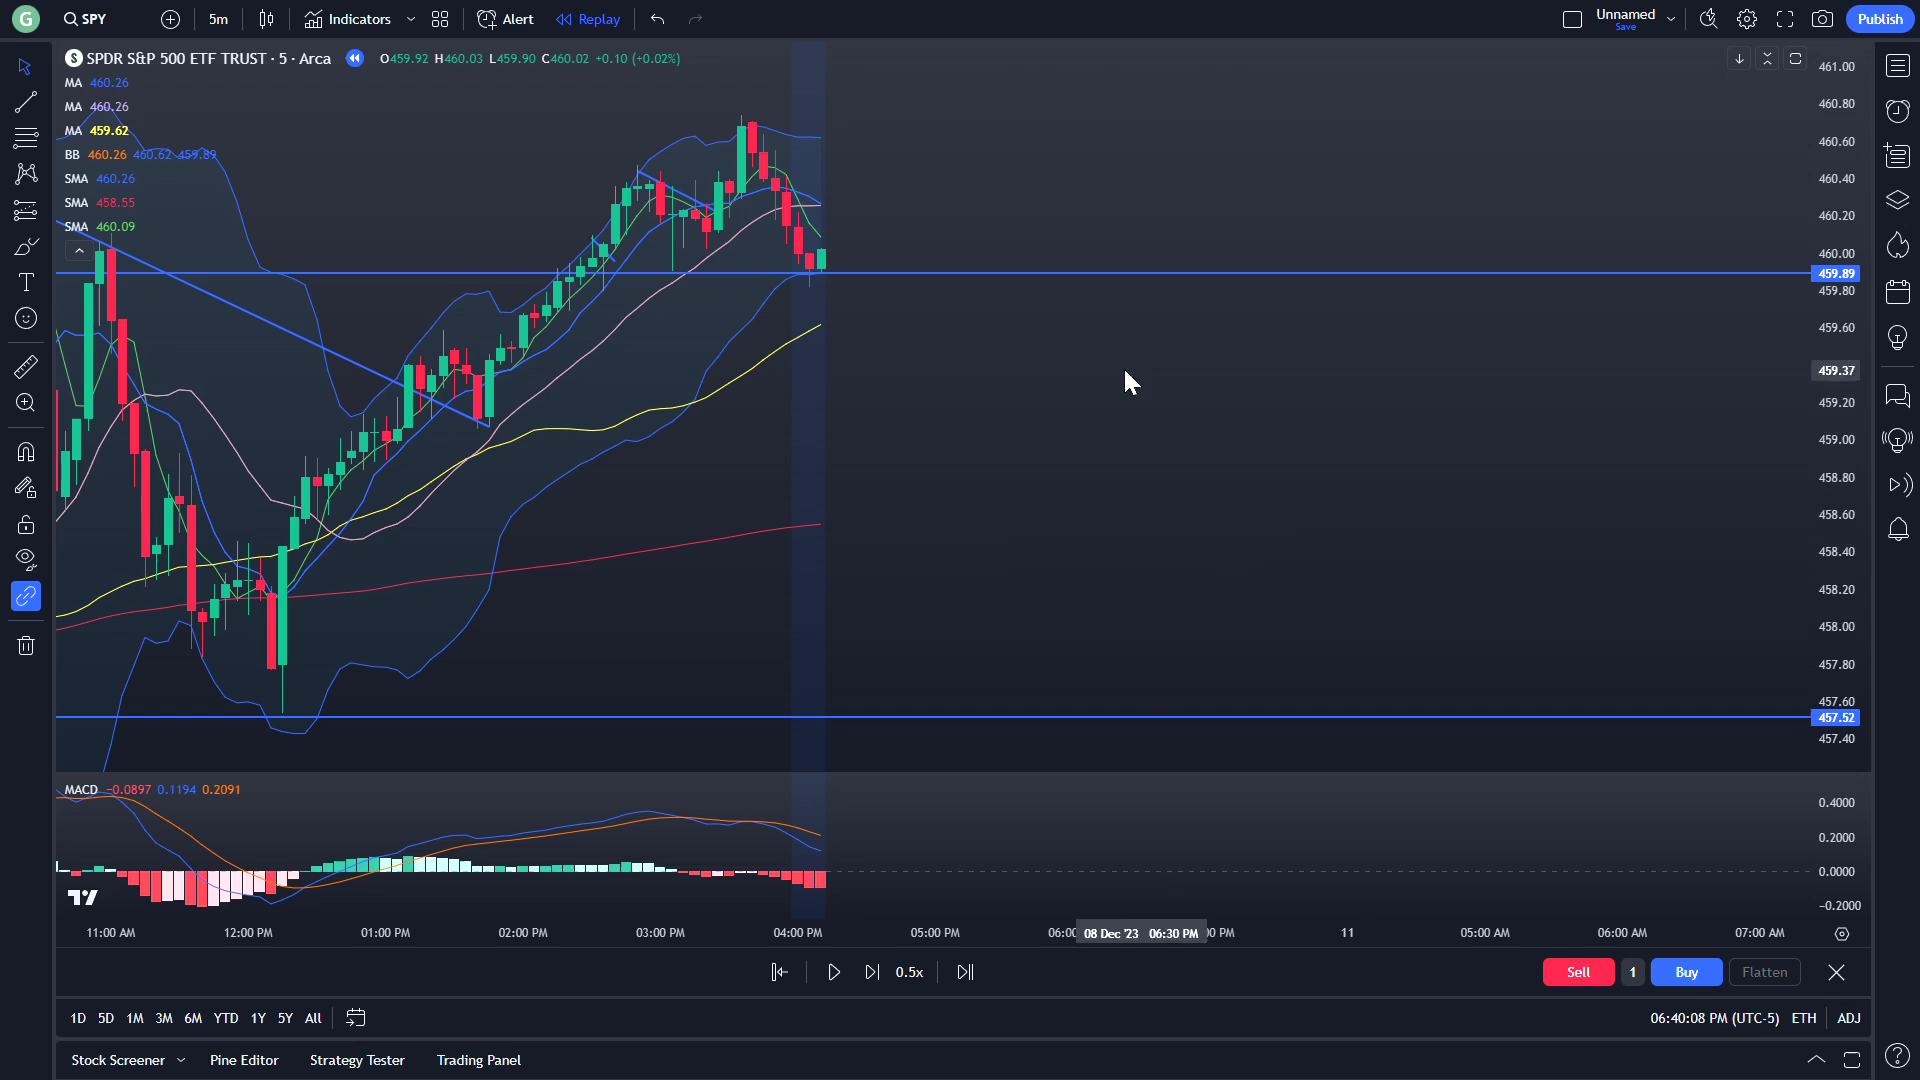 G
SPY
5m
Indicators
Alert
Replay
Unnamed
Save
Publish
S SPDR S&P 500 ETF TRUST · 5 · Arca O459.92 H460.03 L459.90 C460.02 +0.10 (+0.02%)
MA 460.26
MA 460.26
MA 459.62
BB 460.26 460.62 459.89
SMA 460.26
SMA 458.55
SMA 460.09
461.00
460.80
460.60
460.40
460.20
460.00
459.89
459.80
459.60
459.37
459.20
459.00
458.80
458.60
458.40
458.20
458.00
457.80
457.60
457.52
457.40
MACD −0.0897 0.1194 0.2091
0.4000
0.2000
0.0000
−0.2000
11:00 AM 12:00 PM 01:00 PM 02:00 PM 03:00 PM 04:00 PM 05:00 PM 06:00 08 Dec '23 06:30 PM 00 PM 11 05:00 AM 06:00 AM 07:00 AM
0.5x
Sell 1 Buy Flatten
1D 5D 1M 3M 6M YTD 1Y 5Y All
06:40:08 PM (UTC-5) ETH ADJ
Stock Screener Pine Editor Strategy Tester Trading Panel